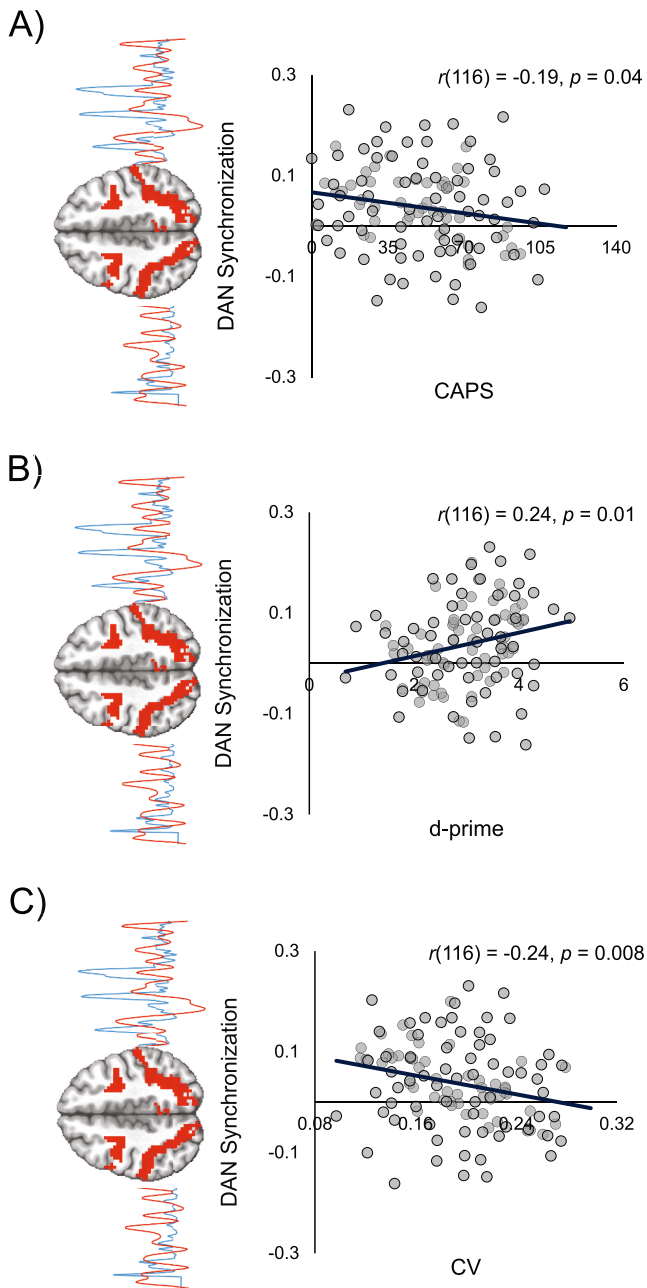 A)
0.3
r(116) = -0.19, p = 0.04
0.1
DAN Synchronization
0 35 70 105 140
-0.1
-0.3
CAPS
B)
0.3
r(116) = 0.24, p = 0.01
0.1
DAN Synchronization
0 2 4 6
-0.1
-0.3
d-prime
C)
0.3
r(116) = -0.24, p = 0.008
0.1
DAN Synchronization
0.08 0.16 0.24 0.32
-0.1
-0.3
CV